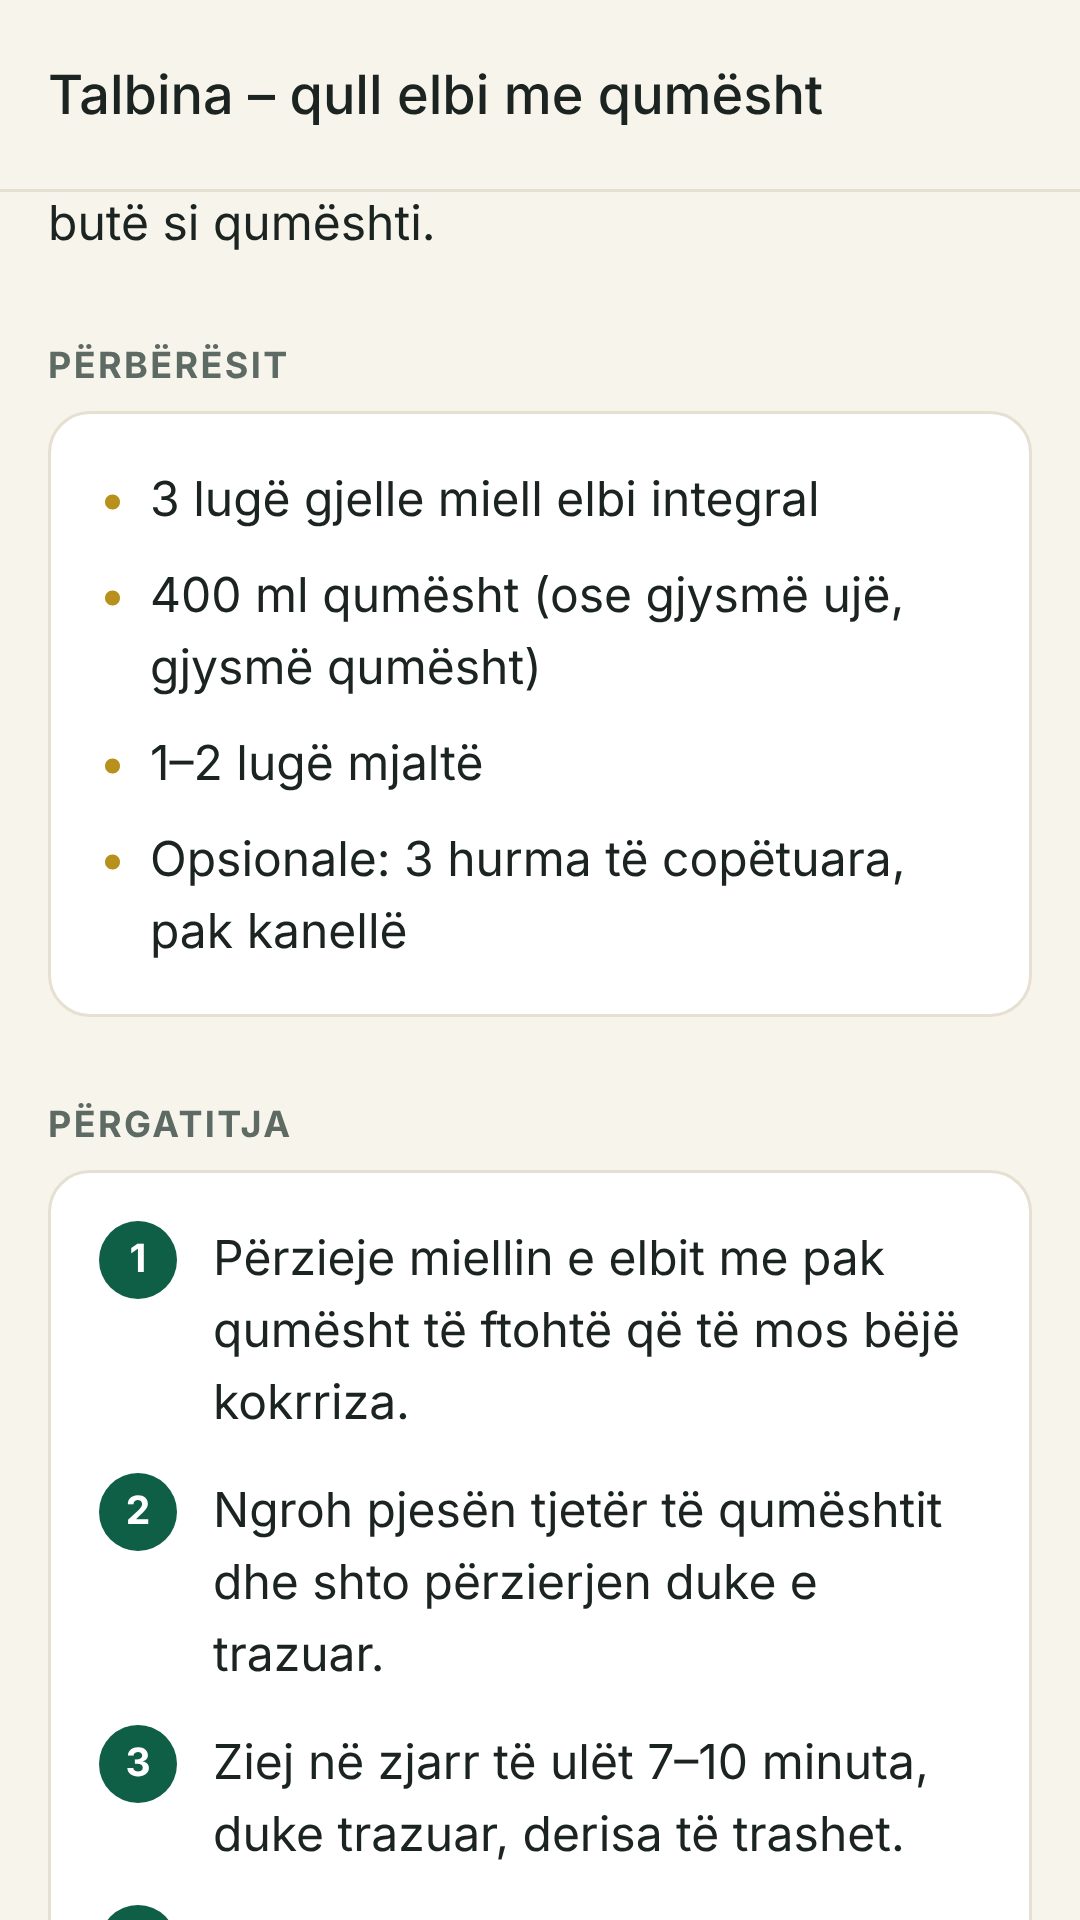 Talbina – qull elbi me qumësht
butë si qumështi.
PËRBËRËSIT
• 3 lugë gjelle miell elbi integral
• 400 ml qumësht (ose gjysmë ujë,
gjysmë qumësht)
• 1–2 lugë mjaltë
• Opsionale: 3 hurma të copëtuara,
pak kanellë
PËRGATITJA
1 Përzieje miellin e elbit me pak
qumësht të ftohtë që të mos bëjë
kokrriza.
2 Ngroh pjesën tjetër të qumështit
dhe shto përzierjen duke e
trazuar.
3 Ziej në zjarr të ulët 7–10 minuta,
duke trazuar, derisa të trashet.